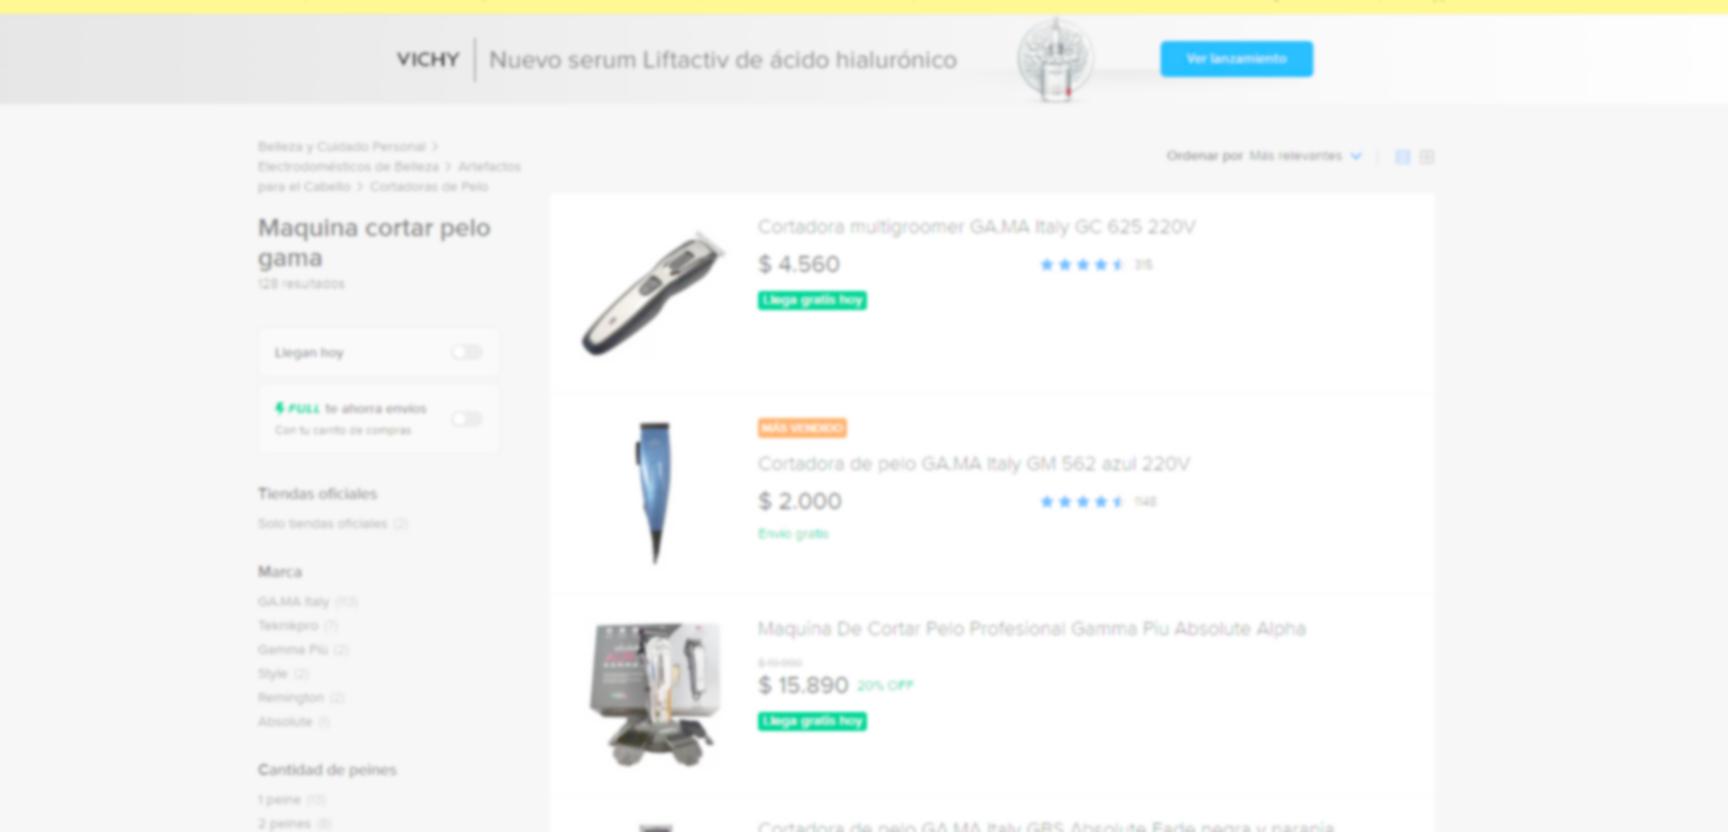 VICHY
Nuevo serum Liftactiv de ácido hialurónico
Ver lanzamiento
Belleza y Cuidado Personal >
Electrodomésticos de Belleza > Artefactos
para el Cabello > Cortadoras de Pelo
Ordenar por Más relevantes
Maquina cortar pelo
gama
128 resultados
Llegan hoy
FULL te ahorra envíos
Con tu carrito de compras
Tiendas oficiales
Solo tiendas oficiales (2)
Marca
GA.MA Italy
Teknikpro (7)
Gamma Più (2)
Style (2)
Remington (2)
Absolute (1)
Cantidad de peines
1 peine
2 peines
Cortadora multigroomer GA.MA Italy GC 625 220V
$ 4.560
315
Llega gratis hoy
MÁS VENDIDO
Cortadora de pelo GA.MA Italy GM 562 azul 220V
$ 2.000
Envío gratis
Maquina De Cortar Pelo Profesional Gamma Piu Absolute Alpha
$ 15.890 20% OFF
Llega gratis hoy
Cortadora de pelo GA.MA Italy GBS Absolute Fade negra y naranja